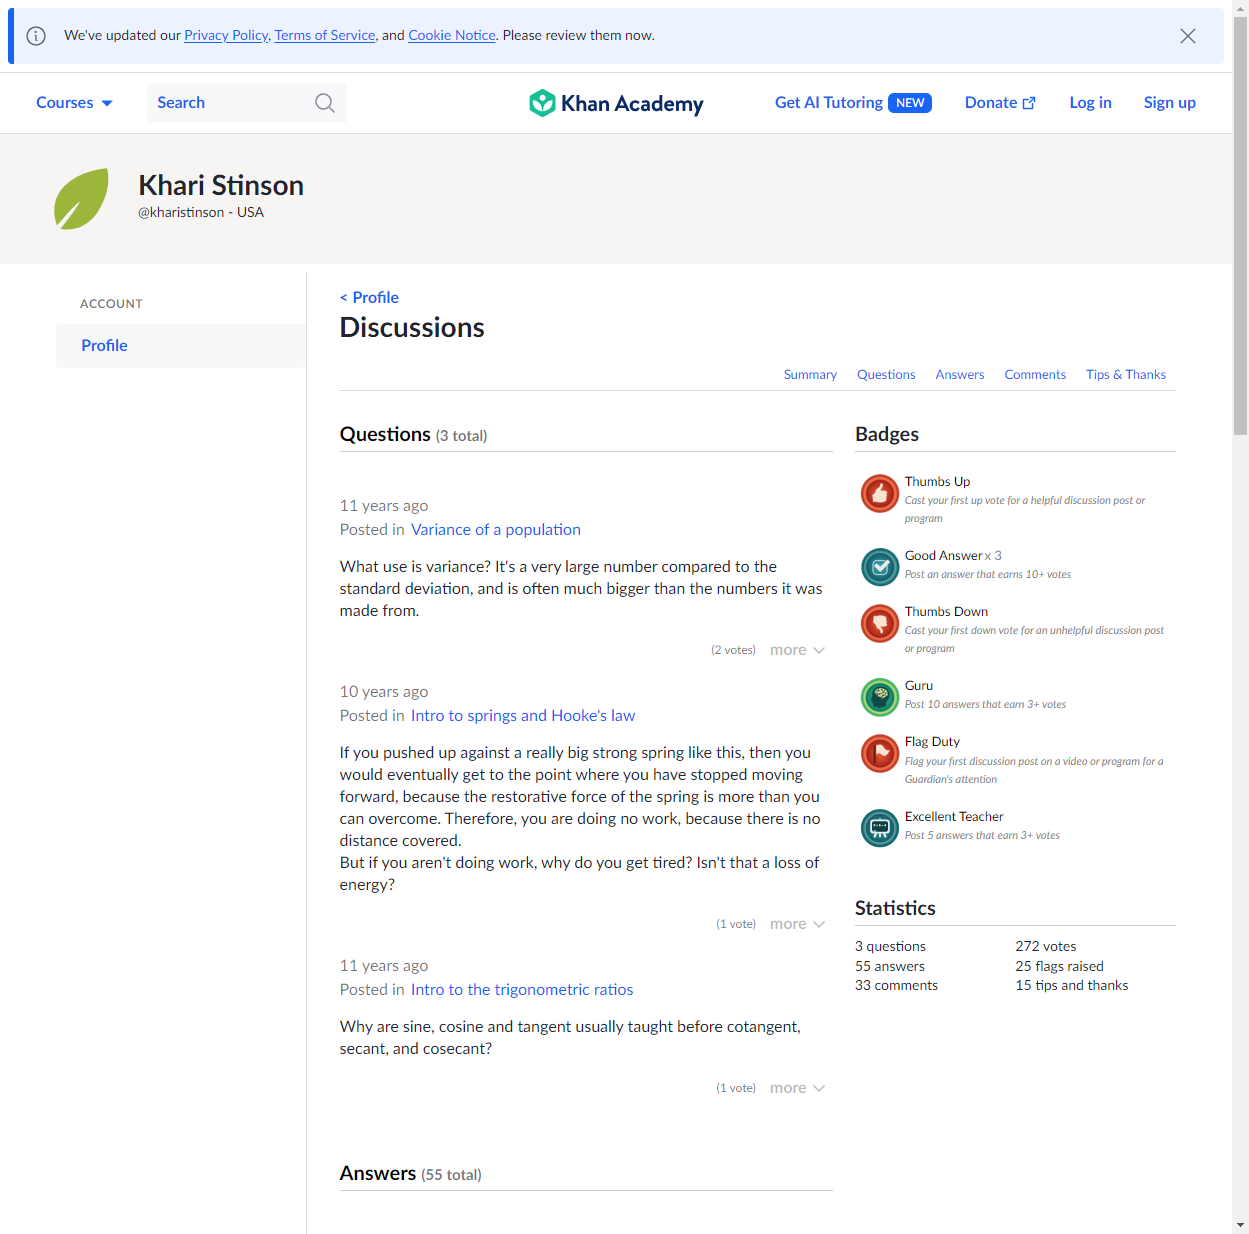 We've updated our Privacy Policy, Terms of Service, and Cookie Notice. Please review them now.
Courses
Search
Khan Academy
Get AI Tutoring NEW
Donate
Log in
Sign up
Khari Stinson
@kharistinson - USA
ACCOUNT
Profile
< Profile
Discussions
Summary
Questions
Answers
Comments
Tips & Thanks
Questions (3 total)
11 years ago
Posted in Variance of a population
What use is variance? It's a very large number compared to the
standard deviation, and is often much bigger than the numbers it was
made from.
(2 votes) more
10 years ago
Posted in Intro to springs and Hooke's law
If you pushed up against a really big strong spring like this, then you
would eventually get to the point where you have stopped moving
forward, because the restorative force of the spring is more than you
can overcome. Therefore, you are doing no work, because there is no
distance covered.
But if you aren't doing work, why do you get tired? Isn't that a loss of
energy?
(1 vote) more
11 years ago
Posted in Intro to the trigonometric ratios
Why are sine, cosine and tangent usually taught before cotangent,
secant, and cosecant?
(1 vote) more
Answers (55 total)
Badges
Thumbs Up
Cast your first up vote for a helpful discussion post or
program
Good Answer x 3
Post an answer that earns 10+ votes
Thumbs Down
Cast your first down vote for an unhelpful discussion post
or program
Guru
Post 10 answers that earn 3+ votes
Flag Duty
Flag your first discussion post on a video or program for a
Guardian's attention
Excellent Teacher
Post 5 answers that earn 3+ votes
Statistics
3 questions
55 answers
33 comments
272 votes
25 flags raised
15 tips and thanks